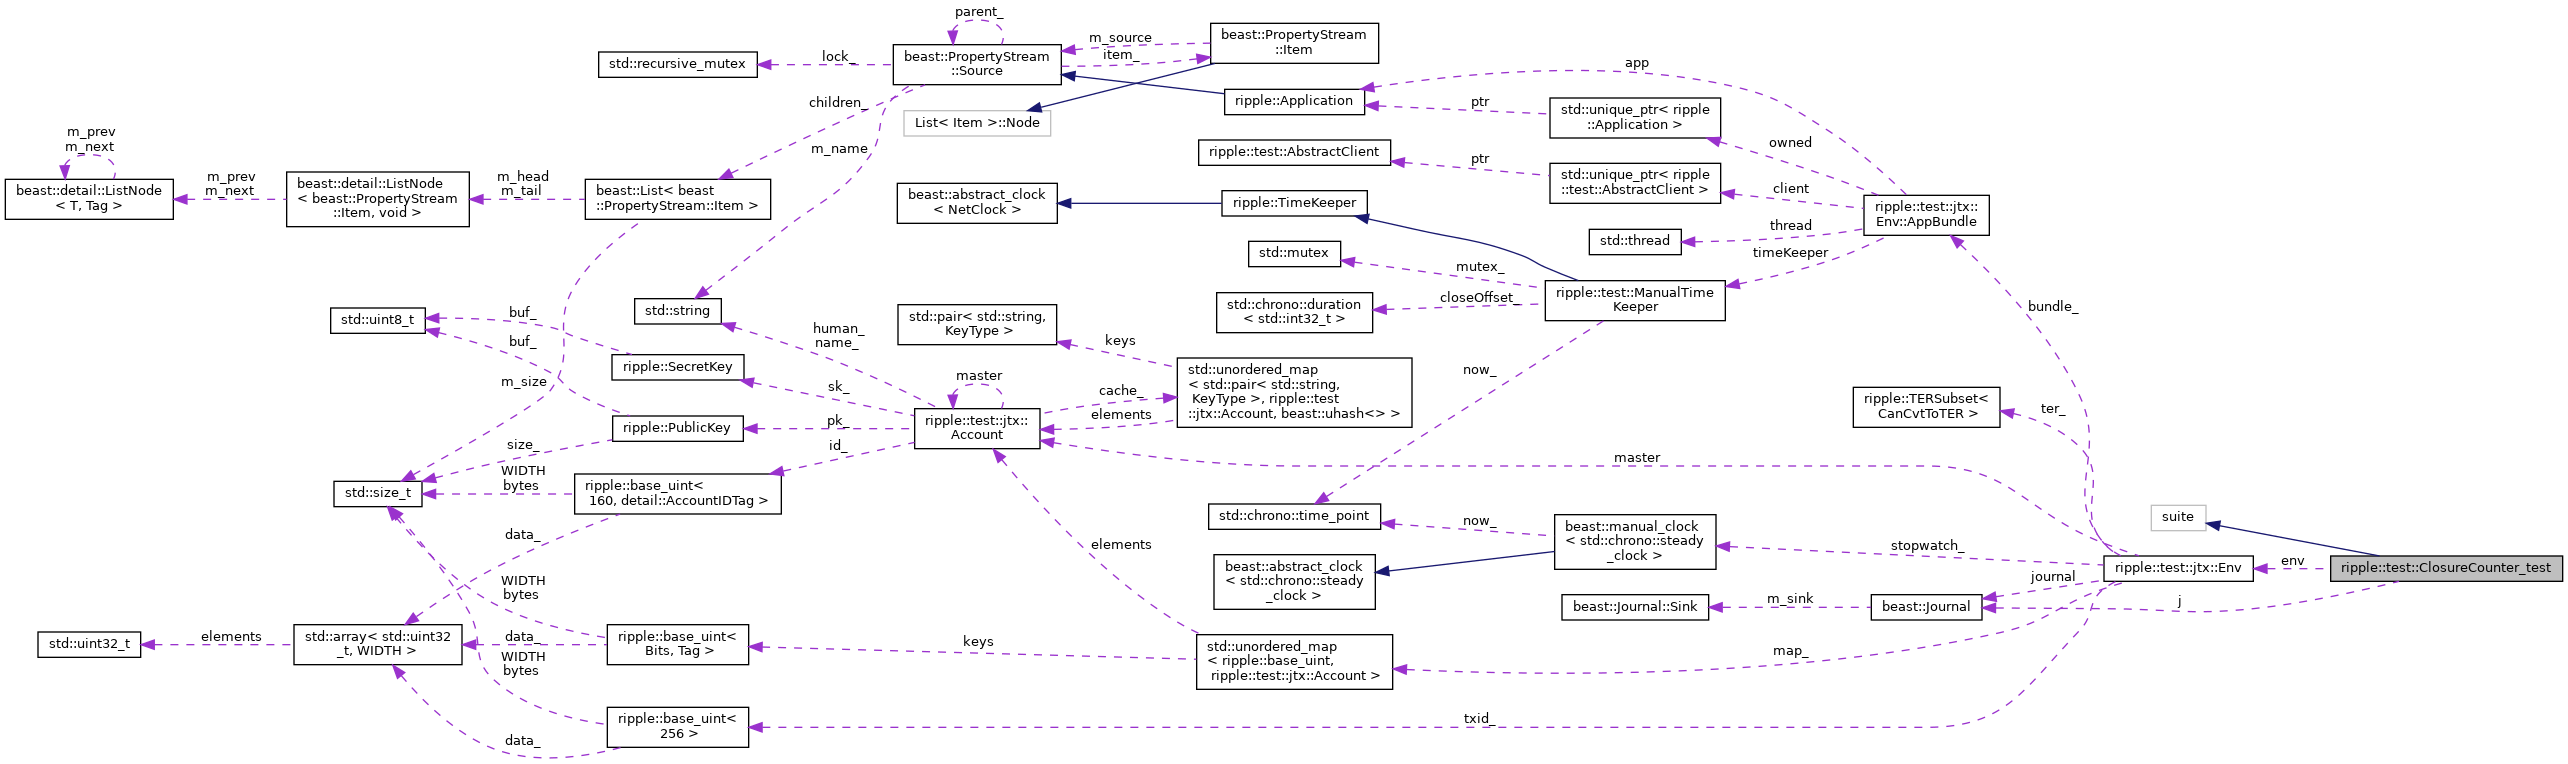 parent_
m_source
item_
beast::PropertyStream
::Item
lock_
std::recursive_mutex
beast::PropertyStream
::Source
app
children_
ripple::Application
ptr
std::unique_ptr< ripple
::Application >
List< Item >::Node
m_prev
m_next
m_name
ripple::test::AbstractClient
ptr
owned
std::unique_ptr< ripple
::test::AbstractClient >
client
beast::detail::ListNode
< T, Tag >
m_prev
m_next
beast::detail::ListNode
< beast::PropertyStream
::Item, void >
m_head
m_tail
beast::List< beast
::PropertyStream::Item >
beast::abstract_clock
< NetClock >
ripple::TimeKeeper
ripple::test::jtx::
Env::AppBundle
thread
std::thread
timeKeeper
std::mutex
mutex_
closeOffset_
std::chrono::duration
< std::int32_t >
ripple::test::ManualTime
Keeper
bundle_
std::uint8_t
buf_
std::string
std::pair< std::string,
KeyType >
human_
name_
buf_
keys
ripple::SecretKey
m_size
sk_
master
cache_
elements
std::unordered_map
< std::pair< std::string,
KeyType >, ripple::test
::jtx::Account, beast::uhash<> >
now_
ripple::TERSubset<
CanCvtToTER >
ter_
ripple::PublicKey
pk_
ripple::test::jtx::
Account
size_
id_
master
WIDTH
bytes
std::size_t
ripple::base_uint<
160, detail::AccountIDTag >
std::chrono::time_point
now_
beast::manual_clock
< std::chrono::steady
_clock >
stopwatch_
suite
data_
elements
beast::abstract_clock
< std::chrono::steady
_clock >
ripple::test::jtx::Env
env
ripple::test::ClosureCounter_test
journal
j
WIDTH
bytes
beast::Journal::Sink
m_sink
beast::Journal
std::uint32_t
elements
std::array< std::uint32
_t, WIDTH >
data_
ripple::base_uint<
Bits, Tag >
keys
std::unordered_map
< ripple::base_uint,
ripple::test::jtx::Account >
map_
WIDTH
bytes
ripple::base_uint<
256 >
txid_
data_